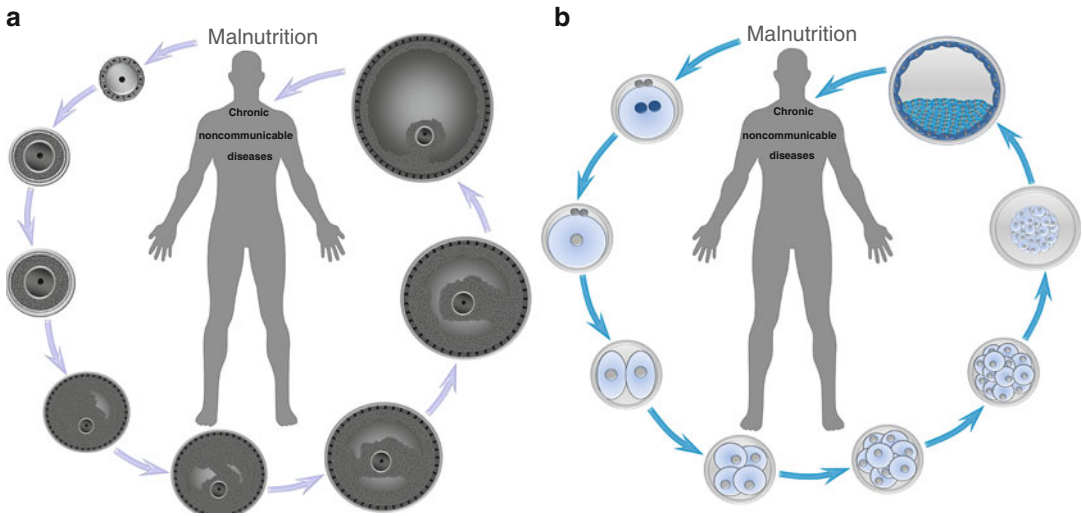 a
Malnutrition
Chronic
noncommunicable
diseases
b
Malnutrition
Chronic
noncommunicable
diseases